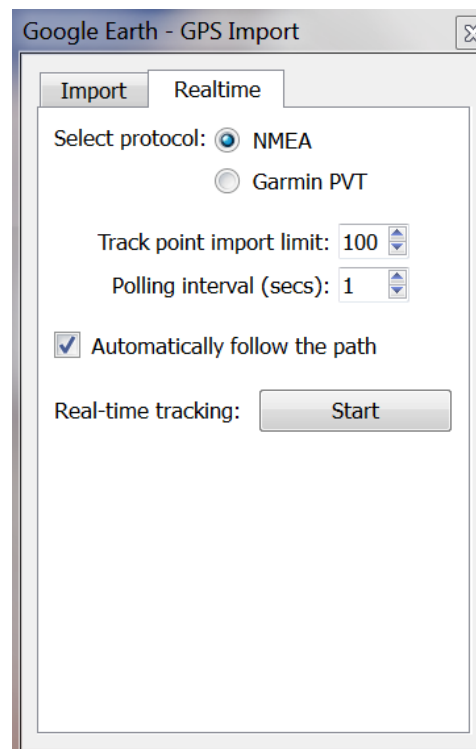 Google Earth - GPS Import
Import Realtime
Select protocol: NMEA
Garmin PVT
Track point import limit: 100
Polling interval (secs): 1
Automatically follow the path
Real-time tracking: Start